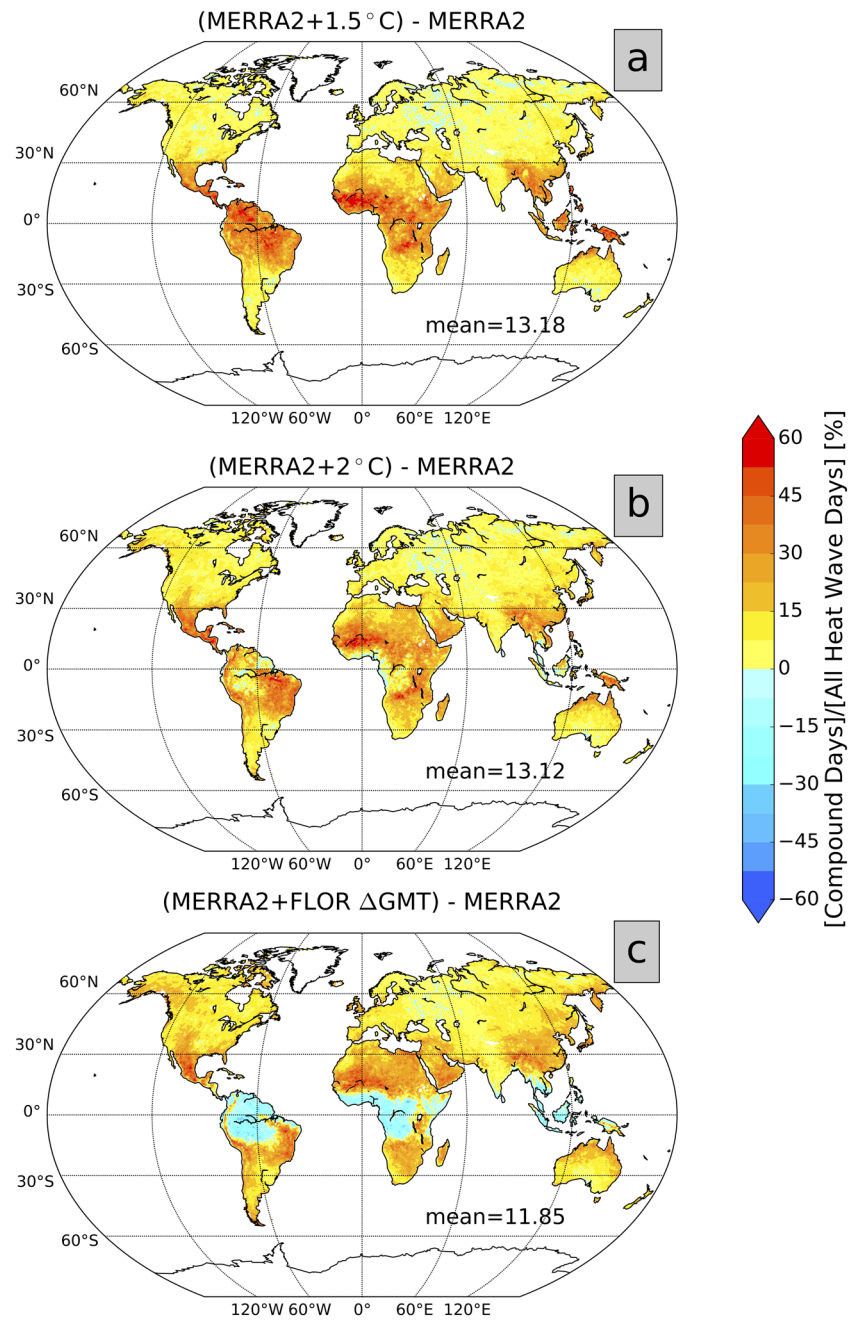 (MERRA2+1.5°C) - MERRA2
a
60°N
30°N
0°
30°S
60°S
mean=13.18
120°W 60°W 0° 60°E 120°E
(MERRA2+2°C) - MERRA2
b
60°N
30°N
0°
30°S
60°S
mean=13.12
120°W 60°W 0° 60°E 120°E
(MERRA2+FLOR ΔGMT) - MERRA2
c
60°N
30°N
0°
30°S
60°S
mean=11.85
120°W 60°W 0° 60°E 120°E
60
45
30
15
0
−15
−30
−45
−60
[Compound Days]/[All Heat Wave Days] [%]